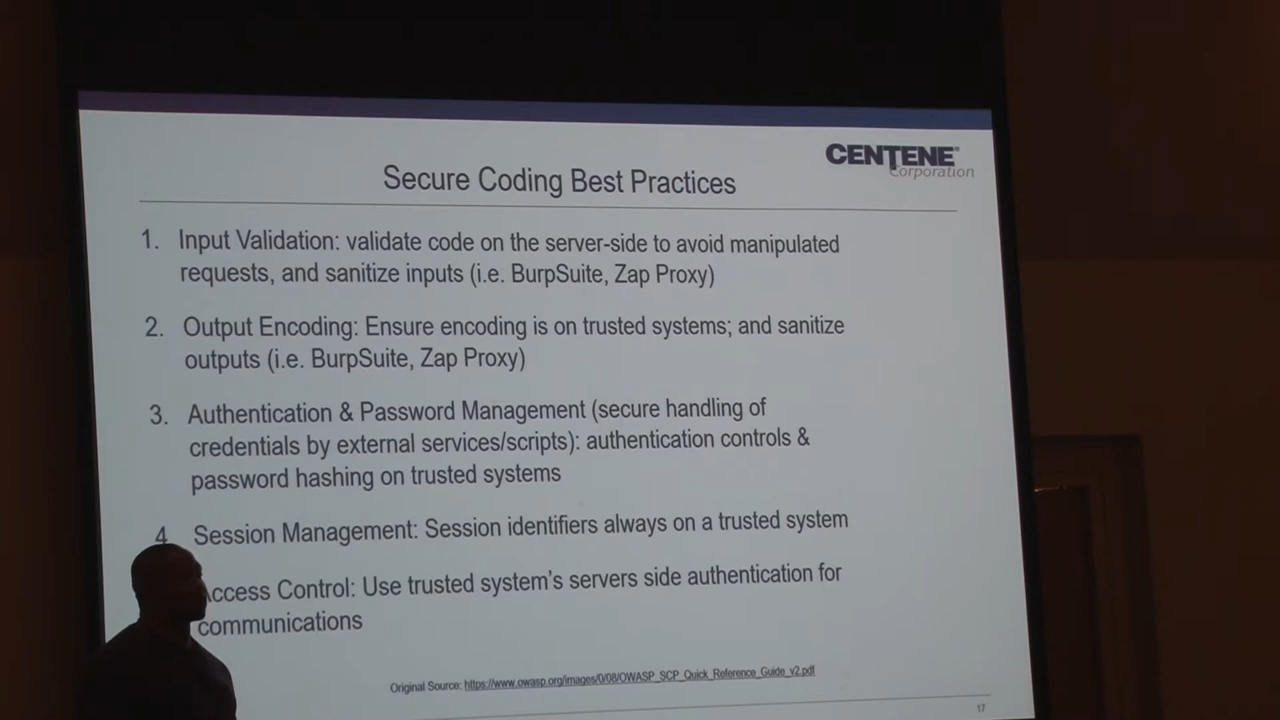 CENTENE®
Corporation
Secure Coding Best Practices
1. Input Validation: validate code on the server-side to avoid manipulated
requests, and sanitize inputs (i.e. BurpSuite, Zap Proxy)
2. Output Encoding: Ensure encoding is on trusted systems; and sanitize
outputs (i.e. BurpSuite, Zap Proxy)
3. Authentication & Password Management (secure handling of
credentials by external services/scripts): authentication controls &
password hashing on trusted systems
4 Session Management: Session identifiers always on a trusted system
Access Control: Use trusted system's servers side authentication for
communications
Original Source: https://www.owasp.org/images/0/08/OWASP_SCP_Quick_Reference_Guide_v2.pdf
17